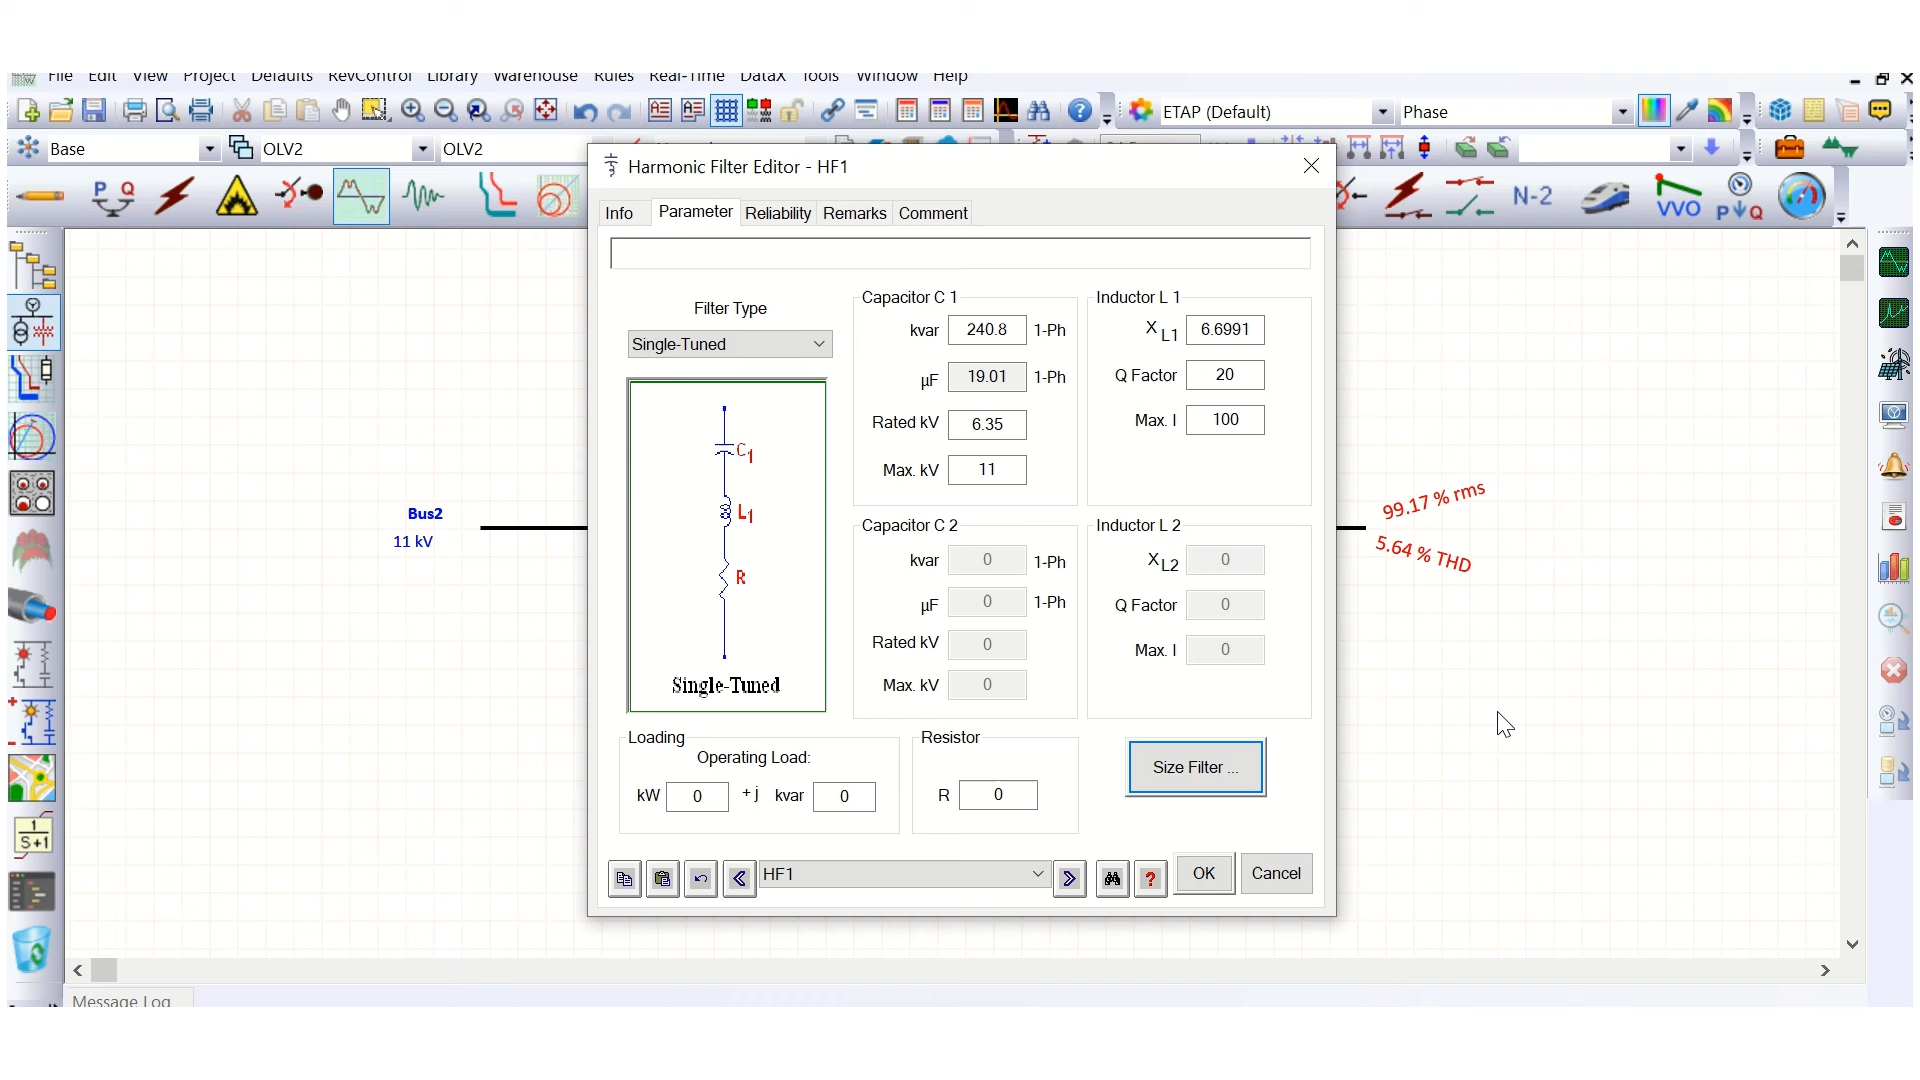 File Edit View Project Defaults RevControl Library Warehouse Rules Real-Time DataX Tools Window Help
ETAP (Default) Phase
Base OLV2 OLV2
P Q N-2 VVO P Q
Harmonic Filter Editor - HF1
Info Parameter Reliability Remarks Comment
Filter Type
Single-Tuned
C1
L1
R
Single-Tuned
Capacitor C 1
kvar 240.8 1-Ph
µF 19.01 1-Ph
Rated kV 6.35
Max. kV 11
Inductor L 1
X L1 6.6991
Q Factor 20
Max. I 100
Capacitor C 2
kvar 0 1-Ph
µF 0 1-Ph
Rated kV 0
Max. kV 0
Inductor L 2
X L2 0
Q Factor 0
Max. I 0
Loading
Operating Load:
kW 0 + j kvar 0
Resistor
R 0
Size Filter ...
HF1
OK Cancel
Bus2
11 kV
99.17 % rms
5.64 % THD
1
S+1
Message Log